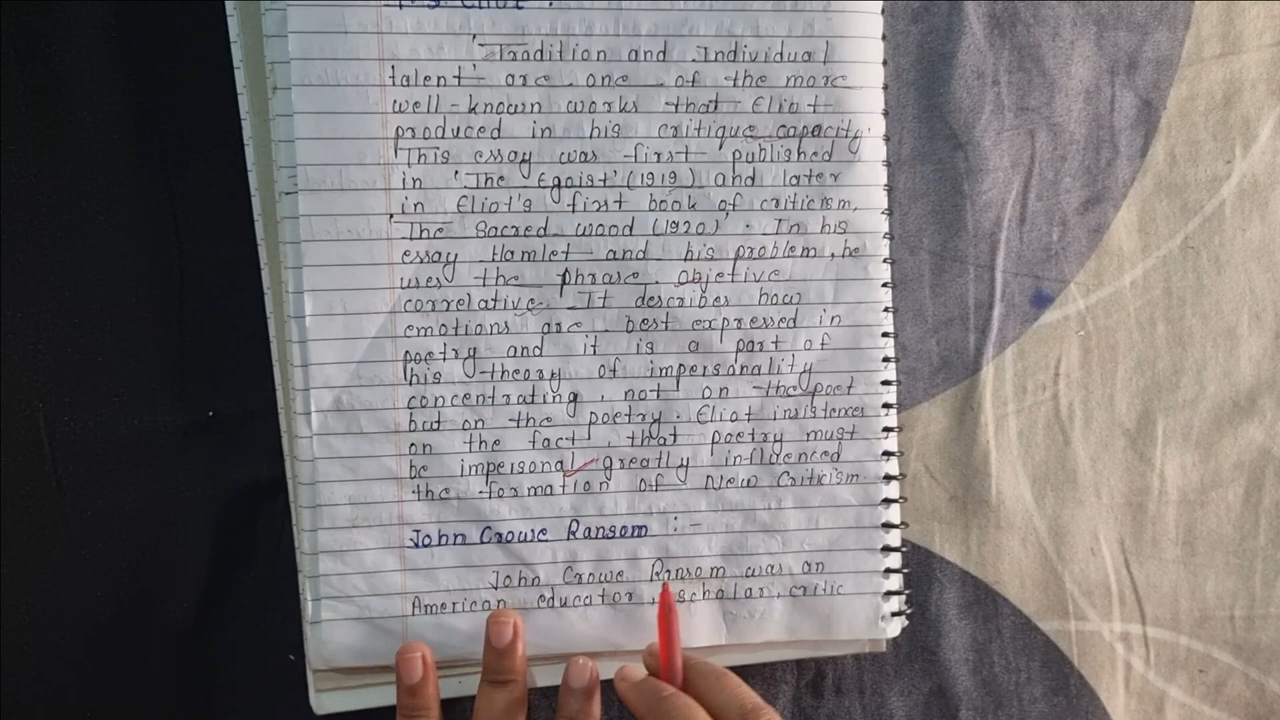 T.S. Eliot :
'Tradition and Individual
talent' are one of the more
well-known works that Eliot
produced in his critique capacity.
This essay was first published
in 'The Egoist' (1919) and later
in Eliot's first book of criticism,
'The Sacred wood (1920)'. In his
essay Hamlet and his problem, he
uses the phrase objetive
correlative. It describes how
emotions are best expressed in
poetry and it is a part of
his theory of impersonality
concentrating, not on the poet
but on the poetry. Eliot insistences
on the fact, that poetry must
be impersonal greatly influenced
the formation of New Criticism.
John Crowe Ransom :-
John Crowe Ransom was an
American educator, scholar, critic